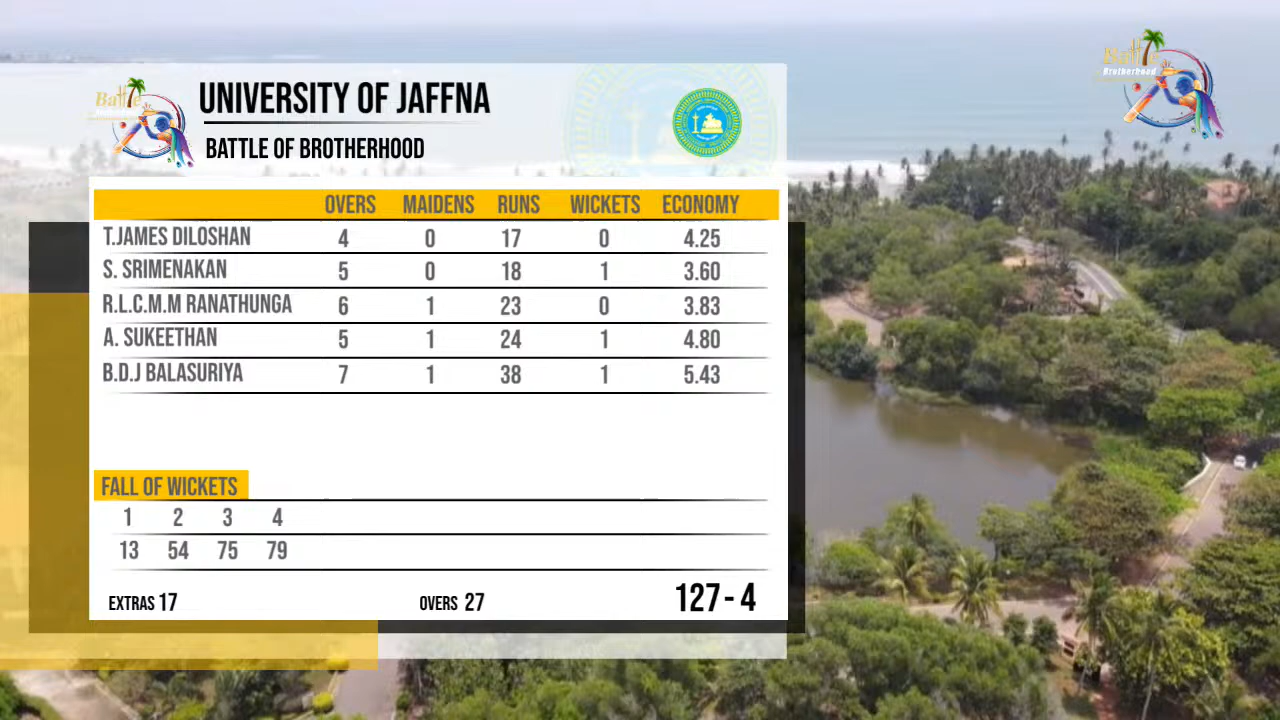 Battle
Brotherhood
Battle
UNIVERSITY OF JAFFNA
BATTLE OF BROTHERHOOD
OVERS MAIDENS RUNS WICKETS ECONOMY
T.JAMES DILOSHAN 4 0 17 0 4.25
S. SRIMENAKAN 5 0 18 1 3.60
R.L.C.M.M RANATHUNGA 6 1 23 0 3.83
A. SUKEETHAN 5 1 24 1 4.80
B.D.J BALASURIYA 7 1 38 1 5.43
FALL OF WICKETS
1 2 3 4
13 54 75 79
EXTRAS 17 OVERS 27 127-4